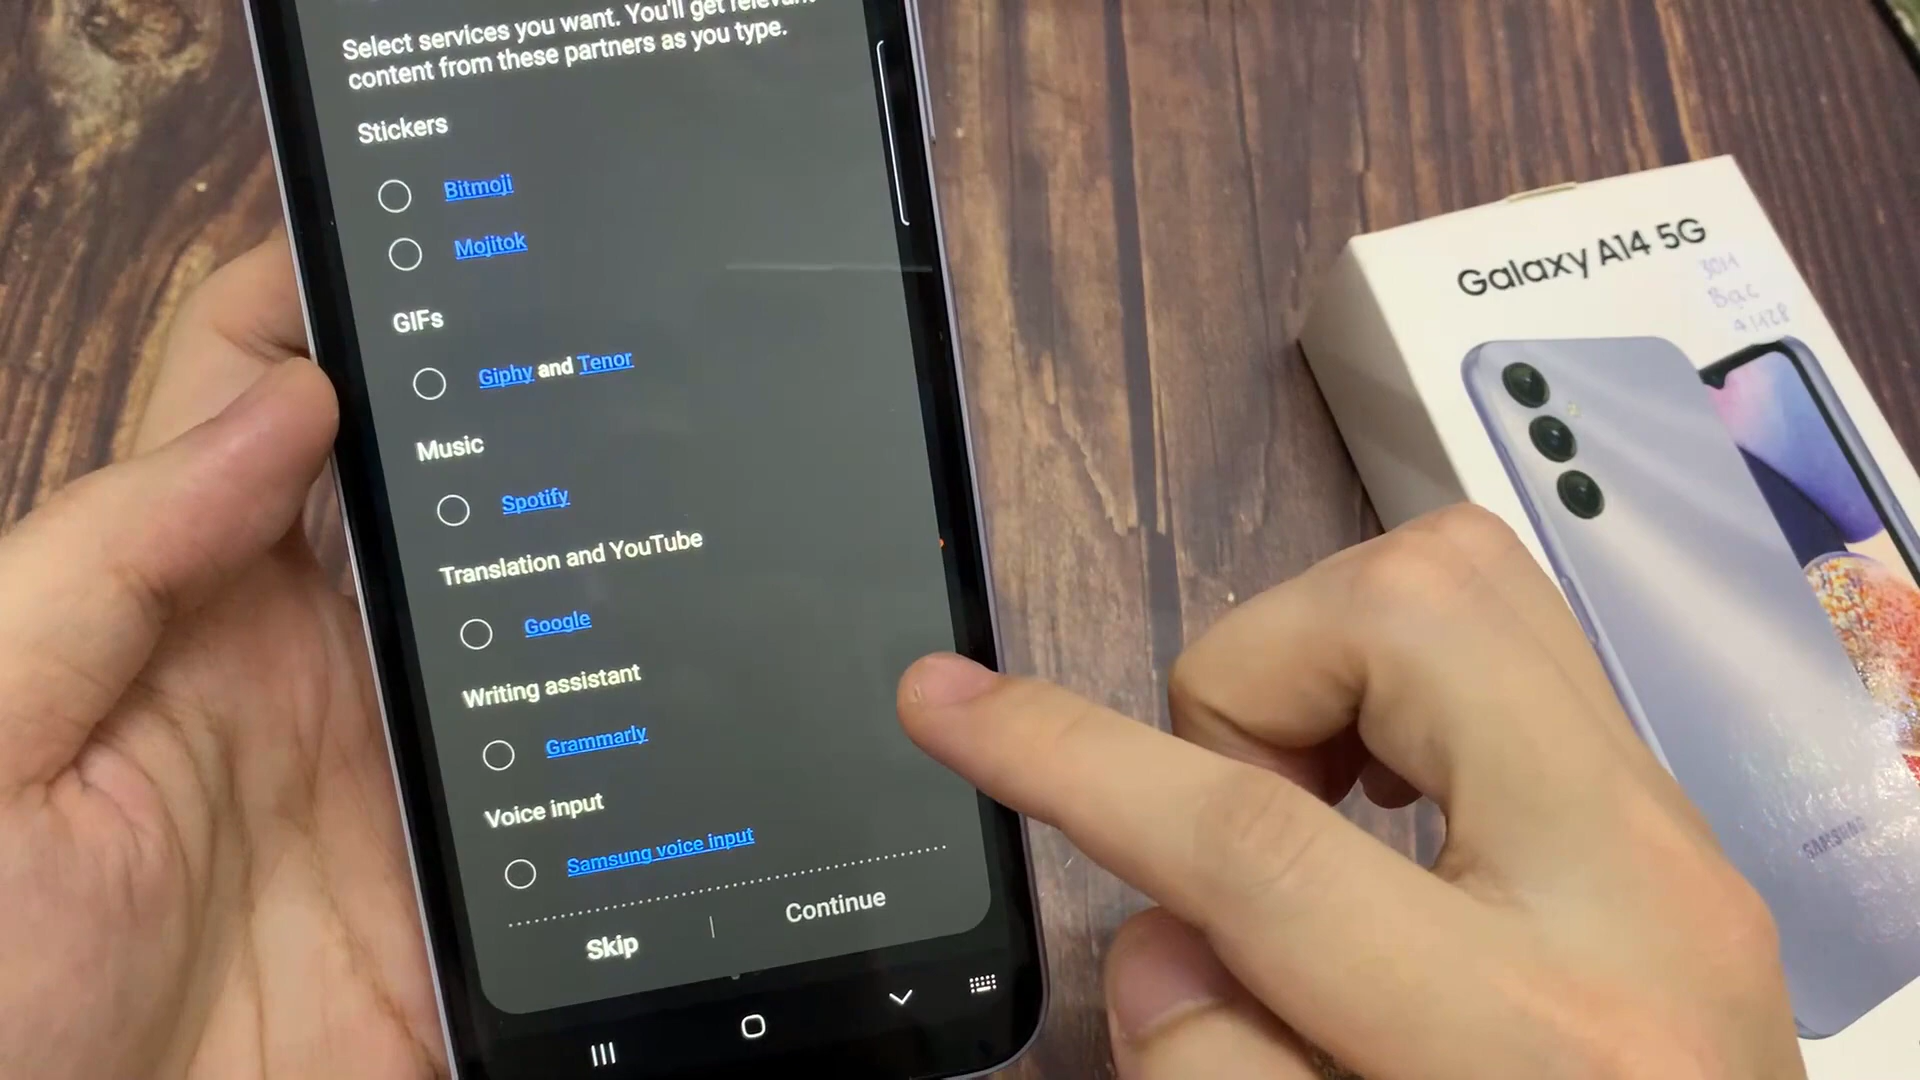 Select services you want. You'll get relevant
content from these partners as you type.
Stickers
Bitmoji
Mojitok
GIFs
Giphy and Tenor
Music
Spotify
Translation and YouTube
Google
Writing assistant
Grammarly
Voice input
Samsung voice input
Skip
Continue
Galaxy A14 5G
SAMSUNG